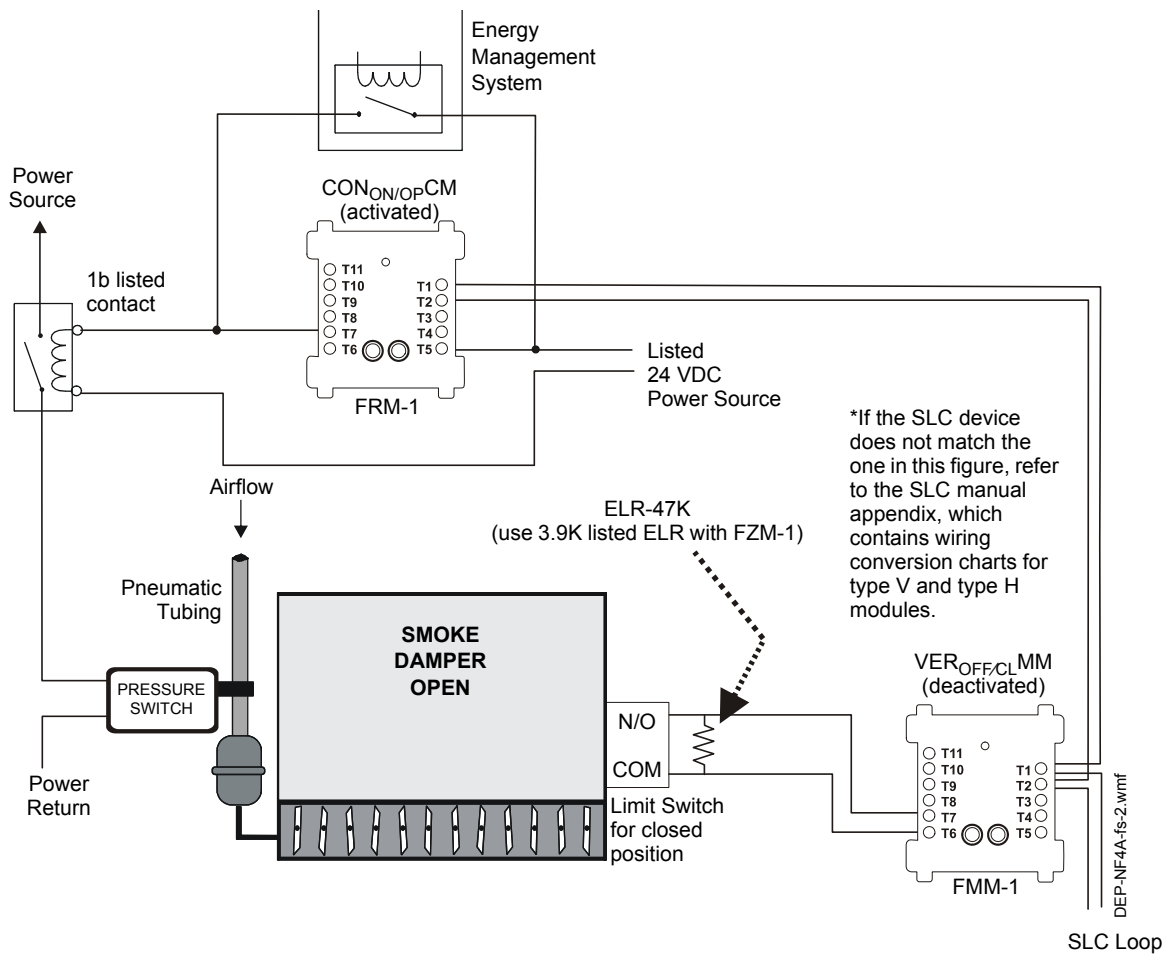 Energy
Management
System
CON_ON/OP_CM
(activated)
Power
Source
1b listed
contact
T11
T10
T9
T8
T7
T6
T1
T2
T3
T4
T5
FRM-1
Listed
24 VDC
Power Source
*If the SLC device
does not match the
one in this figure, refer
to the SLC manual
appendix, which
contains wiring
conversion charts for
type V and type H
modules.
Airflow
ELR-47K
(use 3.9K listed ELR with FZM-1)
Pneumatic
Tubing
SMOKE
DAMPER
OPEN
PRESSURE
SWITCH
N/O
COM
Power
Return
Limit Switch
for closed
position
VER_OFF/CL_MM
(deactivated)
T11
T10
T9
T8
T7
T6
T1
T2
T3
T4
T5
FMM-1
DEP-NF4A-fs-2.wmf
SLC Loop